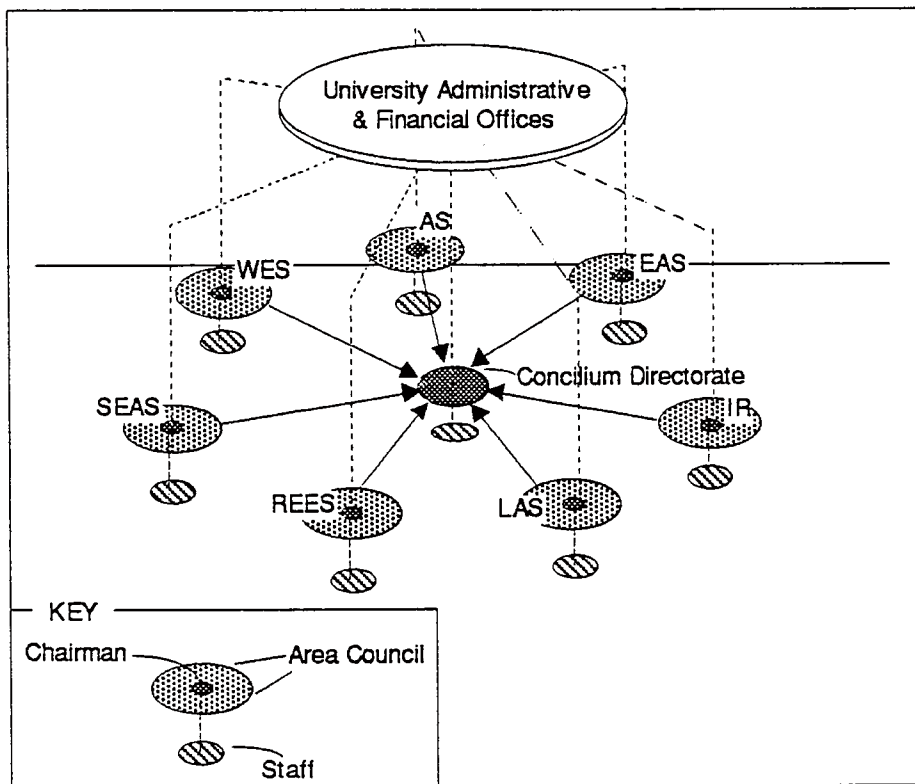 University Administrative
& Financial Offices
AS
WES
EAS
Concilium Directorate
SEAS
IR
REES
LAS
KEY
Chairman
Area Council
Staff